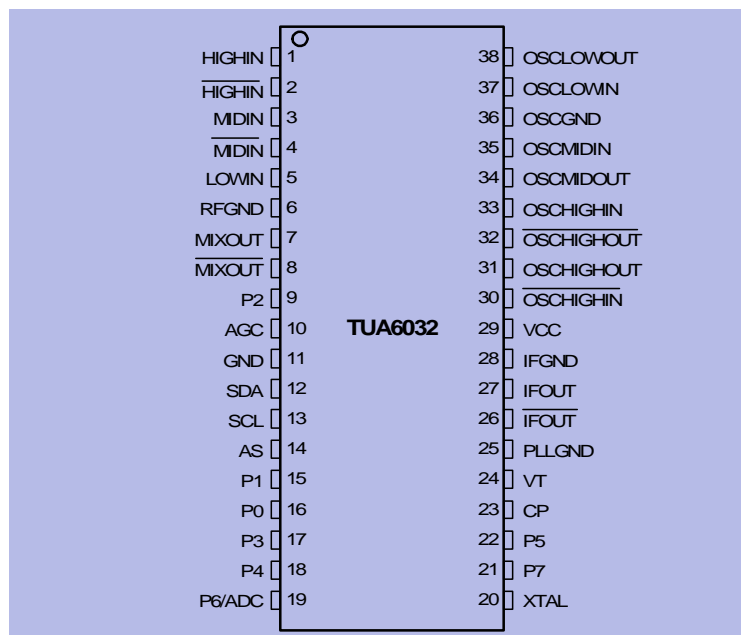 HIGHIN 1 38 OSCLOWOUT
HIGHIN 2 37 OSCLOWIN
MIDIN 3 36 OSCGND
MIDIN 4 35 OSCMIDIN
LOWIN 5 34 OSCMIDOUT
RFGND 6 33 OSCHIGHIN
MIXOUT 7 32 OSCHIGHOUT
MIXOUT 8 31 OSCHIGHOUT
P2 9 30 OSCHIGHIN
AGC 10 TUA6032 29 VCC
GND 11 28 IFGND
SDA 12 27 IFOUT
SCL 13 26 IFOUT
AS 14 25 PLLGND
P1 15 24 VT
P0 16 23 CP
P3 17 22 P5
P4 18 21 P7
P6/ADC 19 20 XTAL